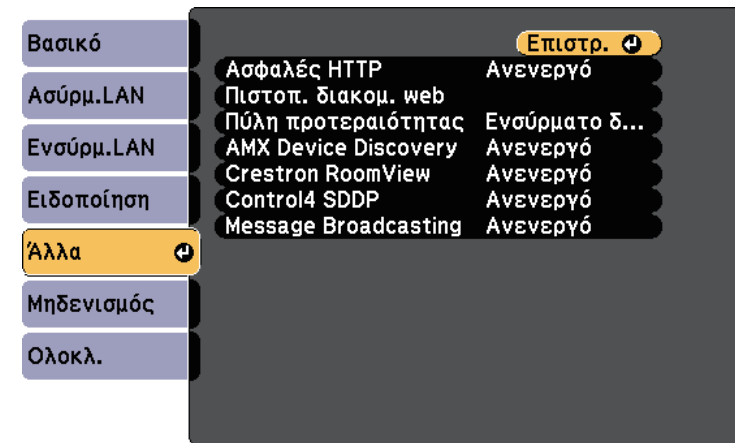 Βασικό
Ασύρμ.LAN
Ενσύρμ.LAN
Ειδοποίηση
Άλλα
Μηδενισμός
Ολοκλ.
Επιστρ.
Ασφαλές HTTP Ανενεργό
Πιστοπ. διακομ. web
Πύλη προτεραιότητας Ενσύρματο δ...
AMX Device Discovery Ανενεργό
Crestron RoomView Ανενεργό
Control4 SDDP Ανενεργό
Message Broadcasting Ανενεργό